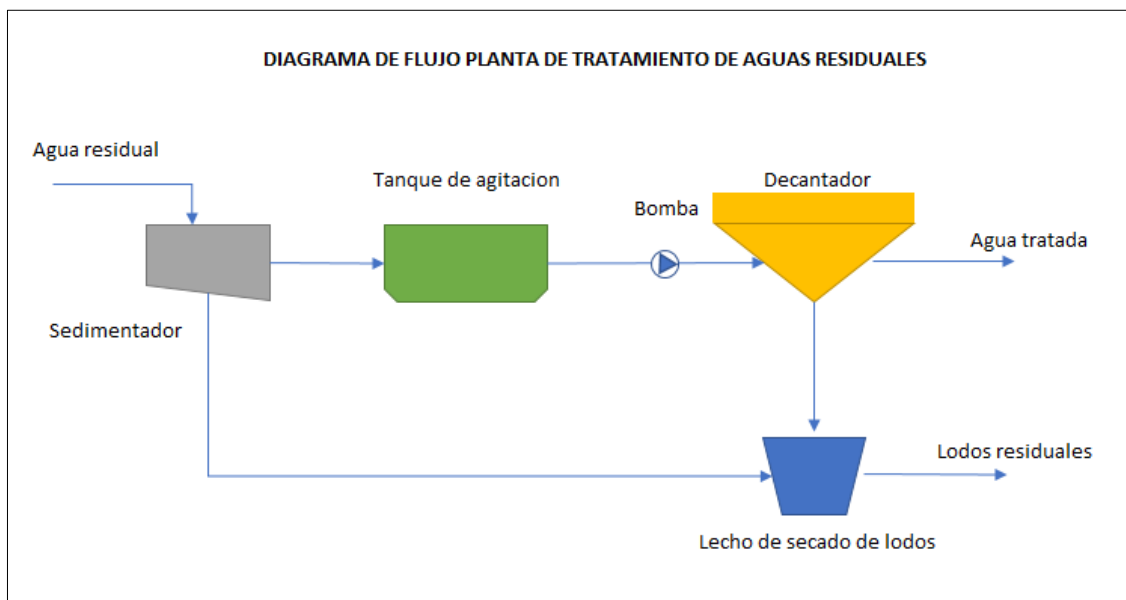 DIAGRAMA DE FLUJO PLANTA DE TRATAMIENTO DE AGUAS RESIDUALES
Agua residual
Tanque de agitacion
Decantador
Bomba
Agua tratada
Sedimentador
Lodos residuales
Lecho de secado de lodos